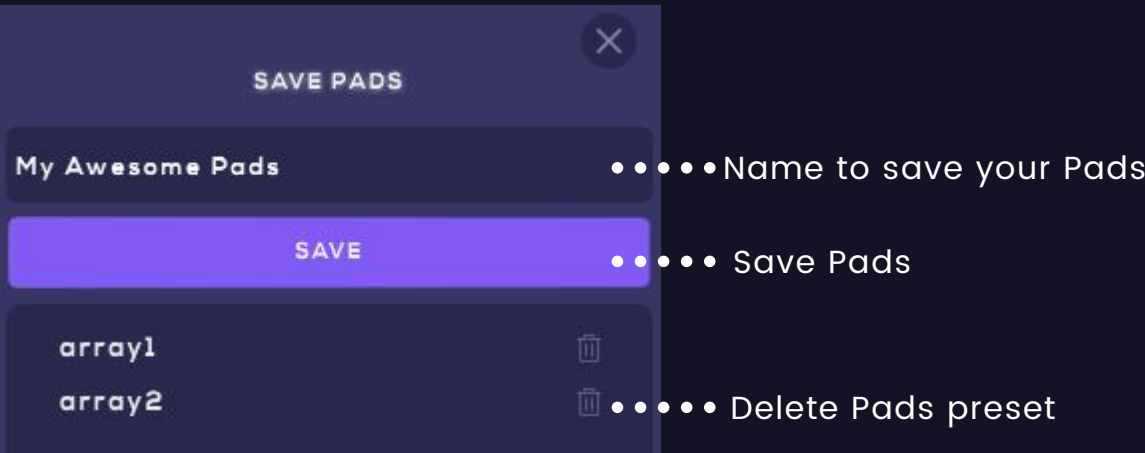 SAVE PADS
My Awesome Pads
Name to save your Pads
SAVE
Save Pads
array1
array2
Delete Pads preset